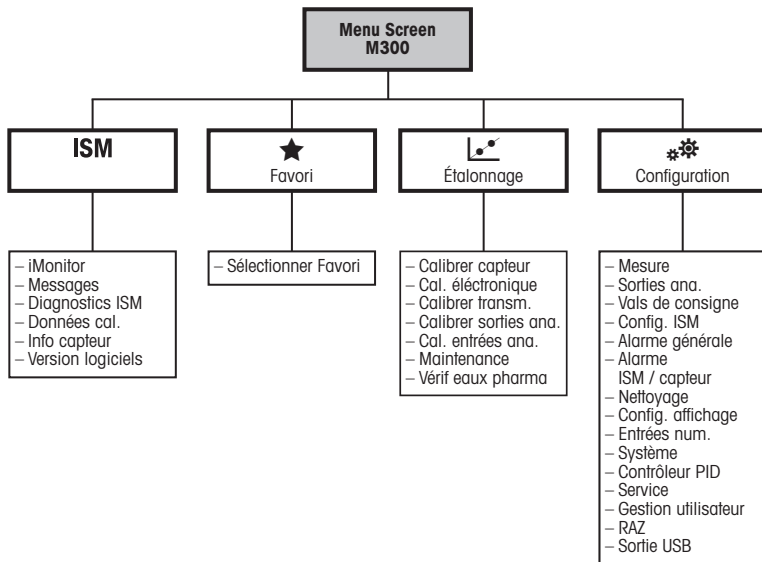 Menu Screen
M300
ISM
Favori
Étalonnage
Configuration
– iMonitor
– Messages
– Diagnostics ISM
– Données cal.
– Info capteur
– Version logiciels
– Sélectionner Favori
– Calibrer capteur
– Cal. éléctronique
– Calibrer transm.
– Calibrer sorties ana.
– Cal. entrées ana.
– Maintenance
– Vérif eaux pharma
– Mesure
– Sorties ana.
– Vals de consigne
– Config. ISM
– Alarme générale
– Alarme
ISM / capteur
– Nettoyage
– Config. affichage
– Entrées num.
– Système
– Contrôleur PID
– Service
– Gestion utilisateur
– RAZ
– Sortie USB